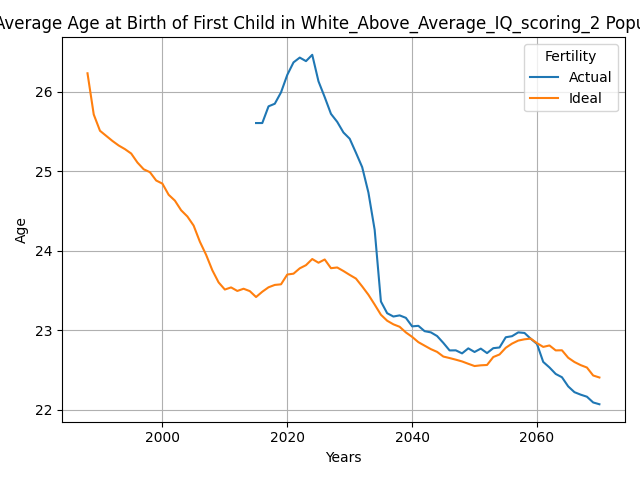 Average Age at Birth of First Child in White_Above_Average_IQ_scoring_2 Popu
Fertility
Actual
Ideal
26
25
24
23
22
Age
2000
2020
2040
2060
Years